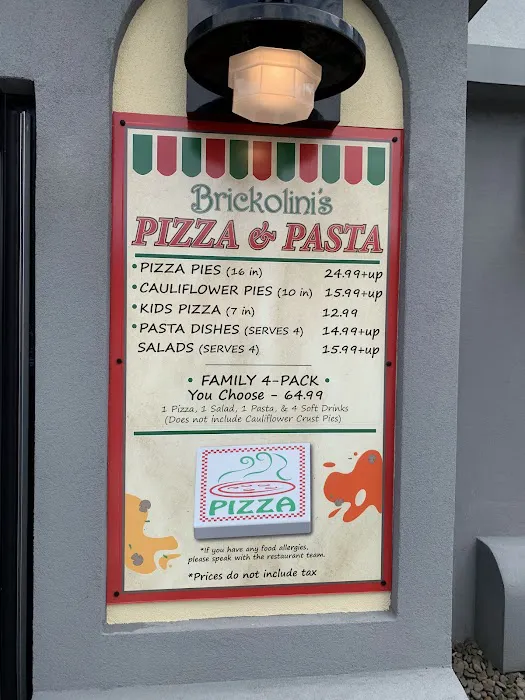 Brickolini's
PIZZA & PASTA
• PIZZA PIES (16 in) 24.99+up
• CAULIFLOWER PIES (10 in) 15.99+up
• KIDS PIZZA (7 in) 12.99
• PASTA DISHES (SERVES 4) 14.99+up
SALADS (SERVES 4) 15.99+up
• FAMILY 4-PACK •
You Choose - 64.99
1 Pizza, 1 Salad, 1 Pasta, & 4 Soft Drinks
(Does not include Cauliflower Crust Pies)
PIZZA
*If you have any food allergies,
please speak with the restaurant team.
*Prices do not include tax